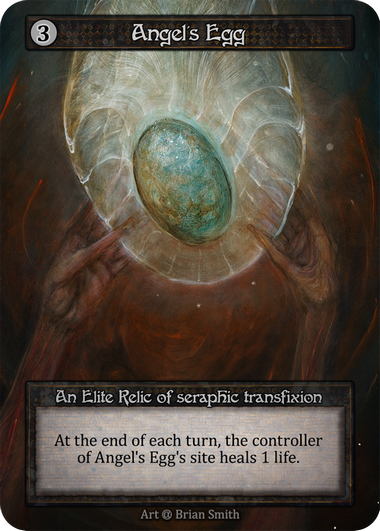 3
Angel's Egg
An Elite Relic of seraphic transfixion
At the end of each turn, the controller
of Angel's Egg's site heals 1 life.
Art @ Brian Smith